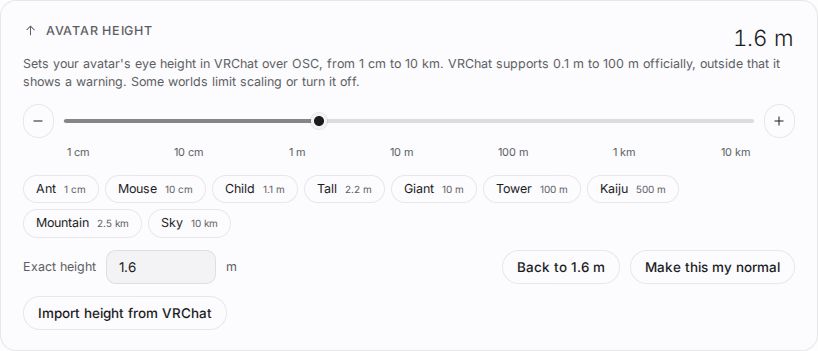 ↑ AVATAR HEIGHT
1.6 m
Sets your avatar's eye height in VRChat over OSC, from 1 cm to 10 km. VRChat supports 0.1 m to 100 m officially, outside that it
shows a warning. Some worlds limit scaling or turn it off.
− +
1 cm 10 cm 1 m 10 m 100 m 1 km 10 km
Ant 1 cm Mouse 10 cm Child 1.1 m Tall 2.2 m Giant 10 m Tower 100 m Kaiju 500 m
Mountain 2.5 km Sky 10 km
Exact height 1.6 m Back to 1.6 m Make this my normal
Import height from VRChat